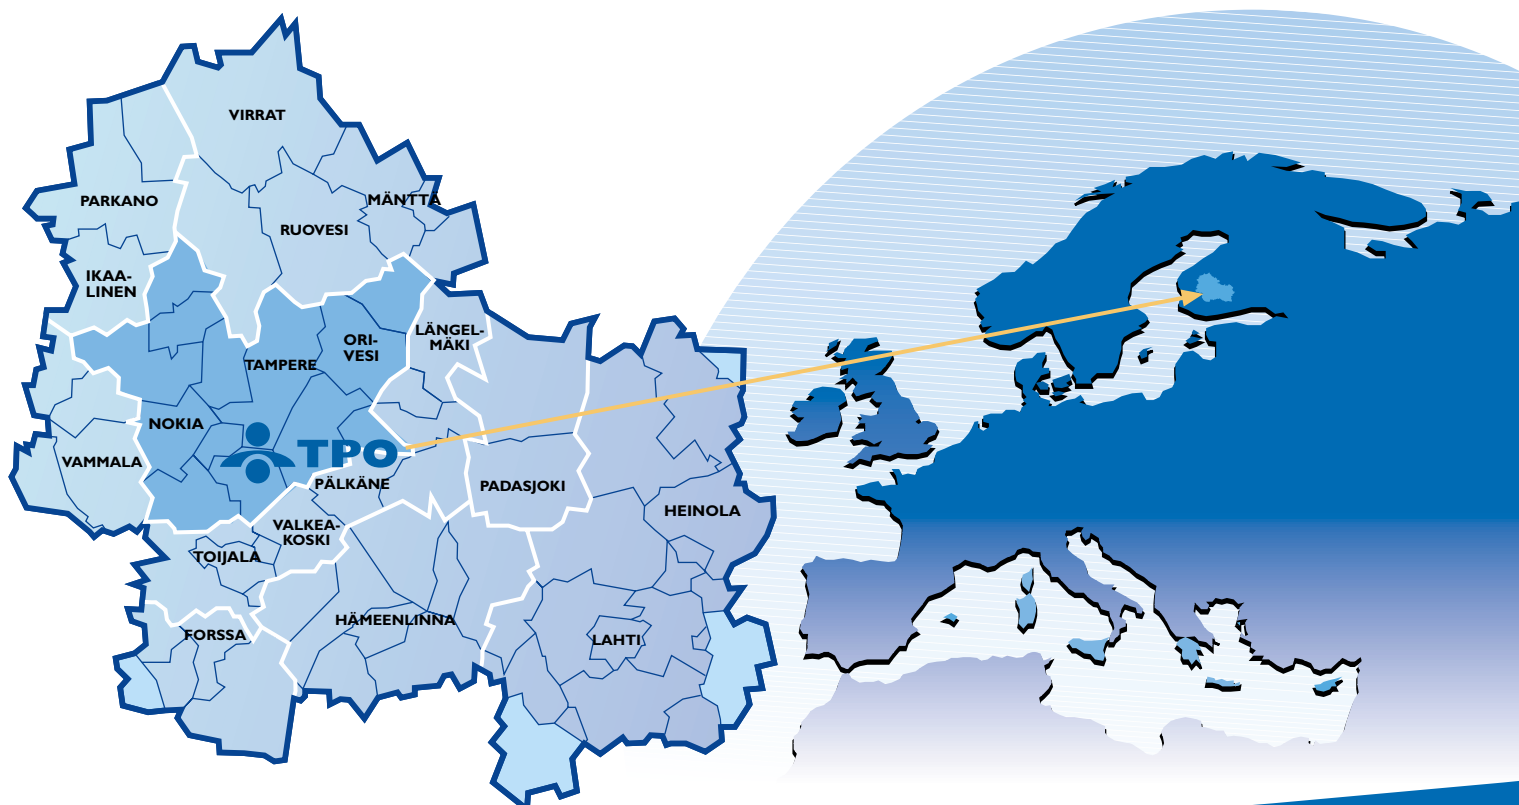 VIRRAT
PARKANO
MÄNTTÄ
RUOVESI
IKAA-
LINEN
LÄNGEL-
MÄKI
ORI-
VESI
TAMPERE
NOKIA
TPO
VAMMALA
PÄLKÄNE
PADASJOKI
HEINOLA
VALKEA-
KOSKI
TOIJALA
HÄMEENLINNA
FORSSA
LAHTI